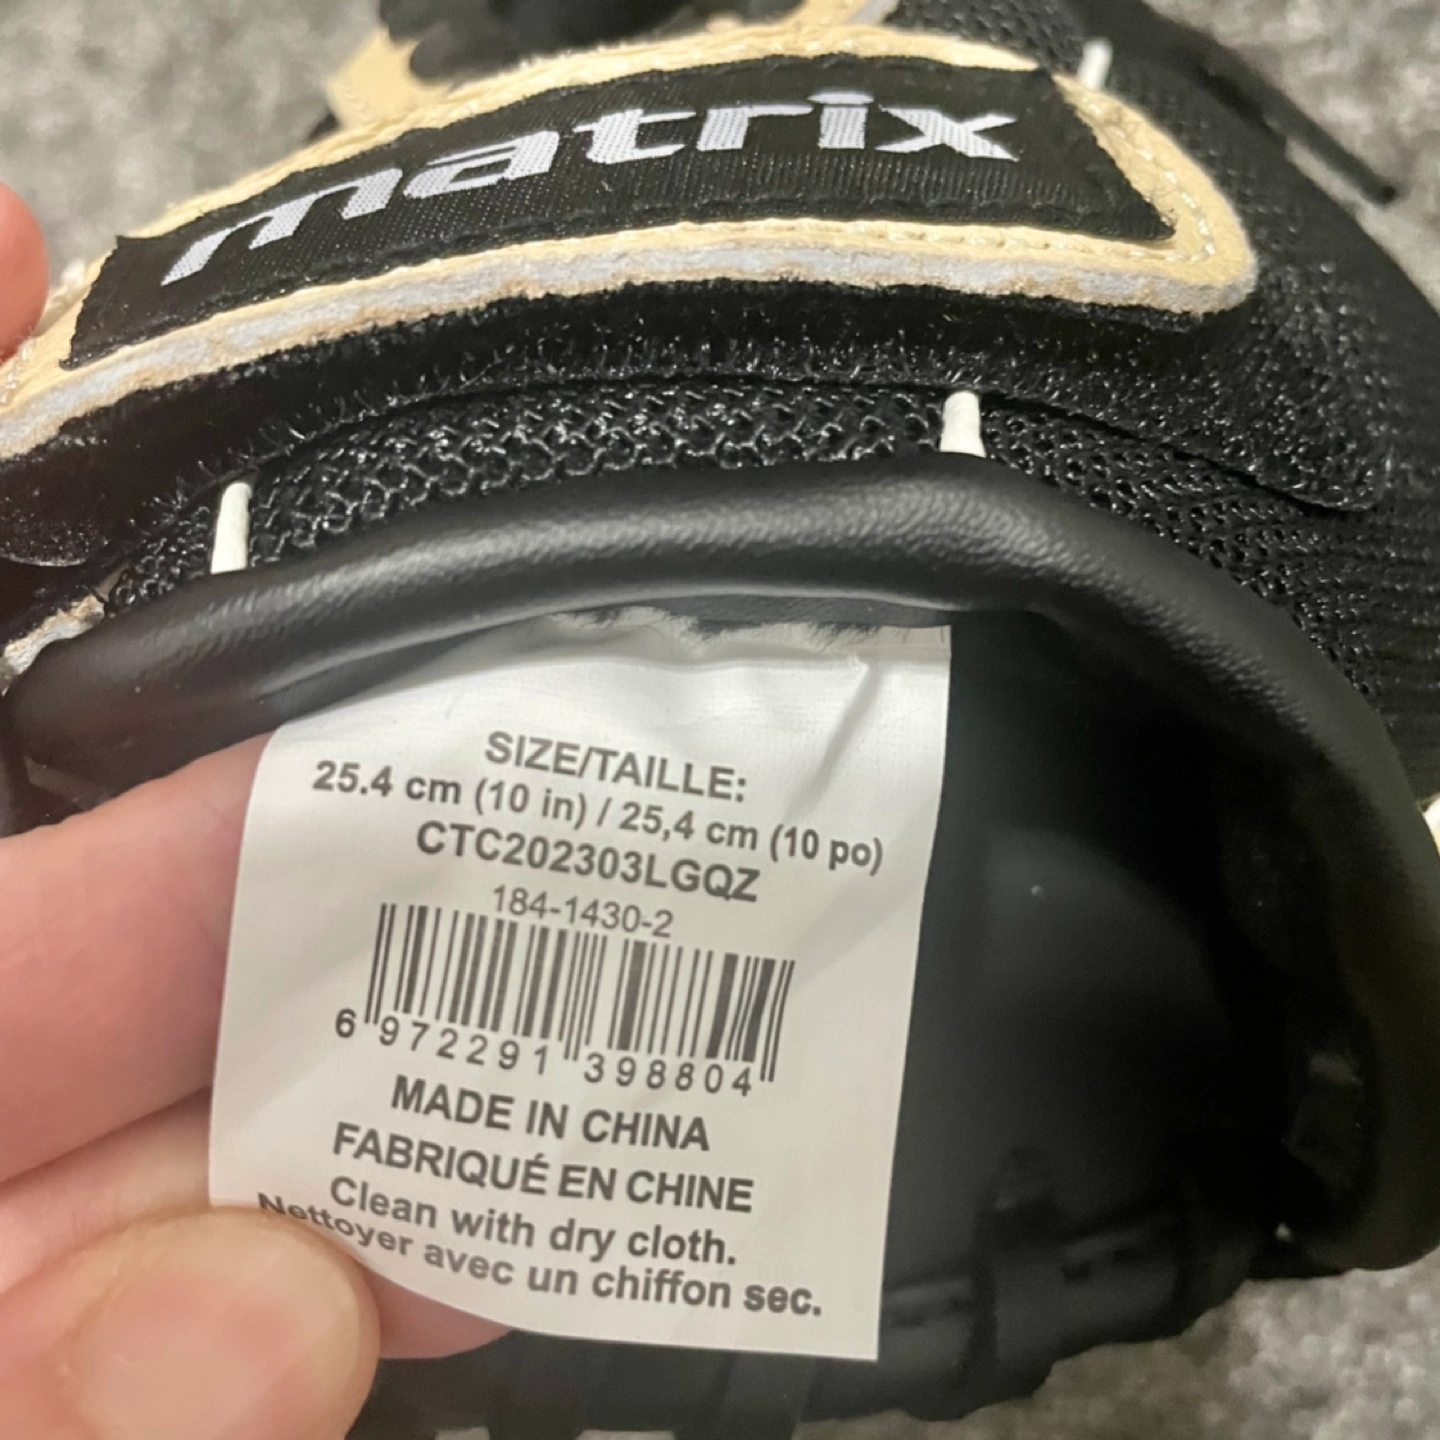 matrix
SIZE/TAILLE:
25.4 cm (10 in) / 25,4 cm (10 po)
CTC202303LGQZ
184-1430-2
6 972291 398804
MADE IN CHINA
FABRIQUÉ EN CHINE
Clean with dry cloth.
Nettoyer avec un chiffon sec.